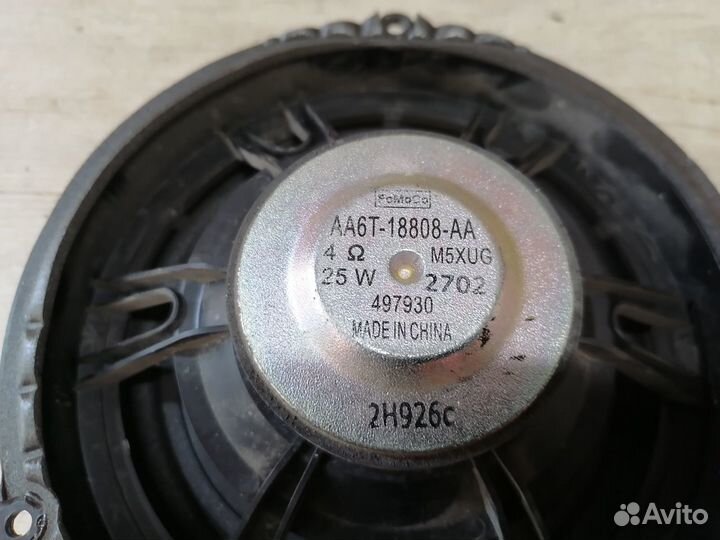 FoMoCo
AA6T-18808-AA
4 Ω M5XUG
25 W 2702
497930
MADE IN CHINA
2H926c
Avito